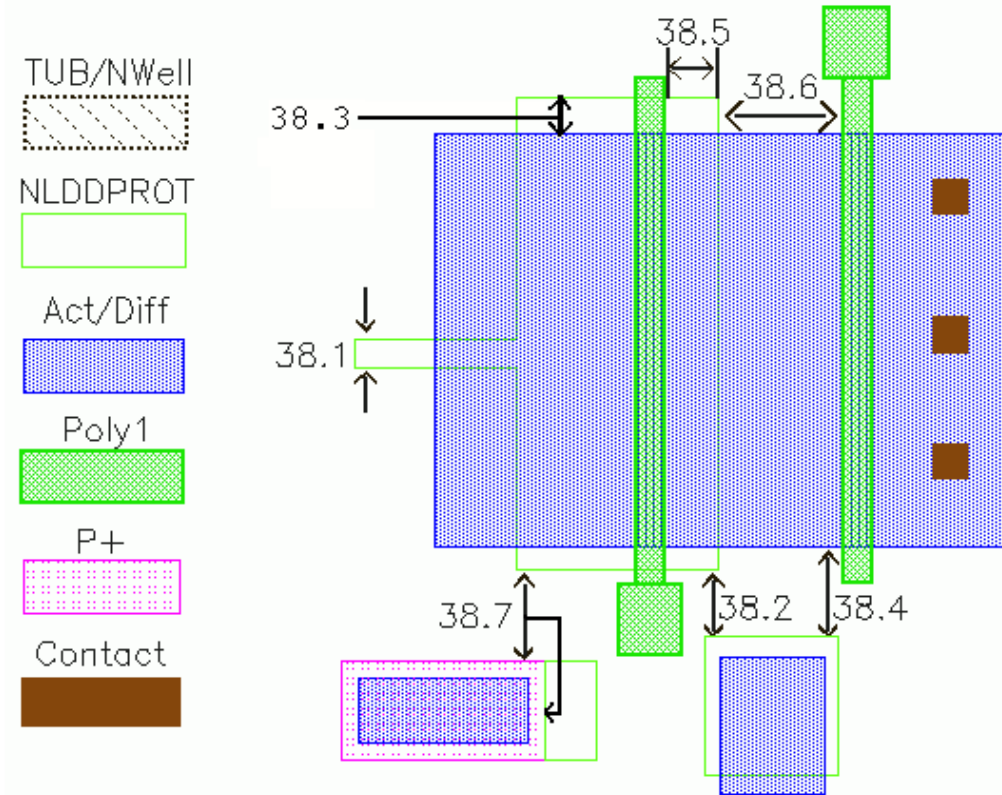 TUB/NWell
NLDDPROT
Act/Diff
Poly1
P+
Contact
38.5
38.6
38.3
38.1
38.7
38.2
38.4